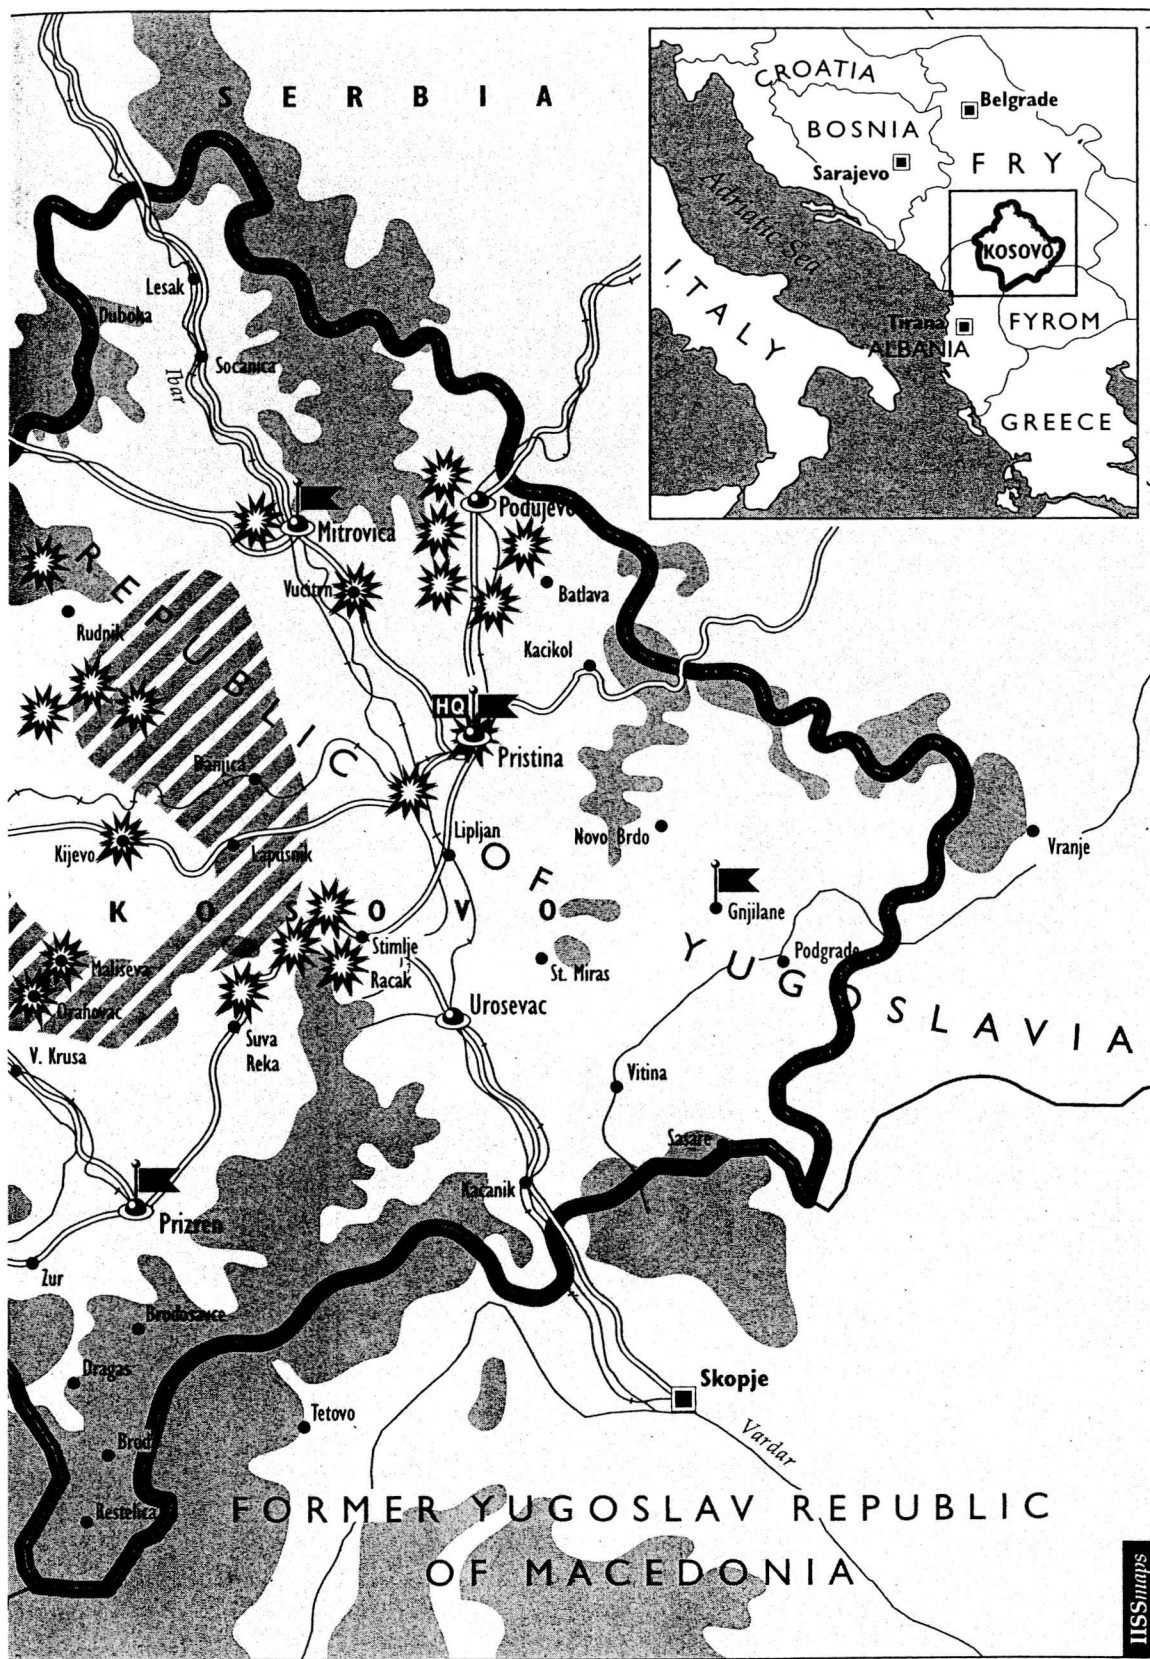 SERBIA
CROATIA
Belgrade
BOSNIA
FRY
Sarajevo
Adriatic Sea
KOSOVO
ITALY
Tirana
FYROM
ALBANIA
GREECE
Lesak
Duboka
Socanica
Ibar
Podujevo
Mitrovica
Vucitrn
Batlava
Rudnik
Kacikol
HQ
Pristina
REPUBLIC
OF
YUGOSLAVIA
Banjica
Lipljan
Novo Brdo
Vranje
Kijevo
Lapusnik
KOSOVO
Gnjilane
Stimlje
Podgrade
Malisevo
Racak
St. Miras
Orahovac
Urosevac
Suva
Reka
V. Krusa
Vitina
Sasare
Kacanik
Prizren
Zur
Brodosavce
Dragas
Skopje
Tetovo
Vardar
Brod
Restelica
FORMER YUGOSLAV REPUBLIC
OF MACEDONIA
IISSmaps